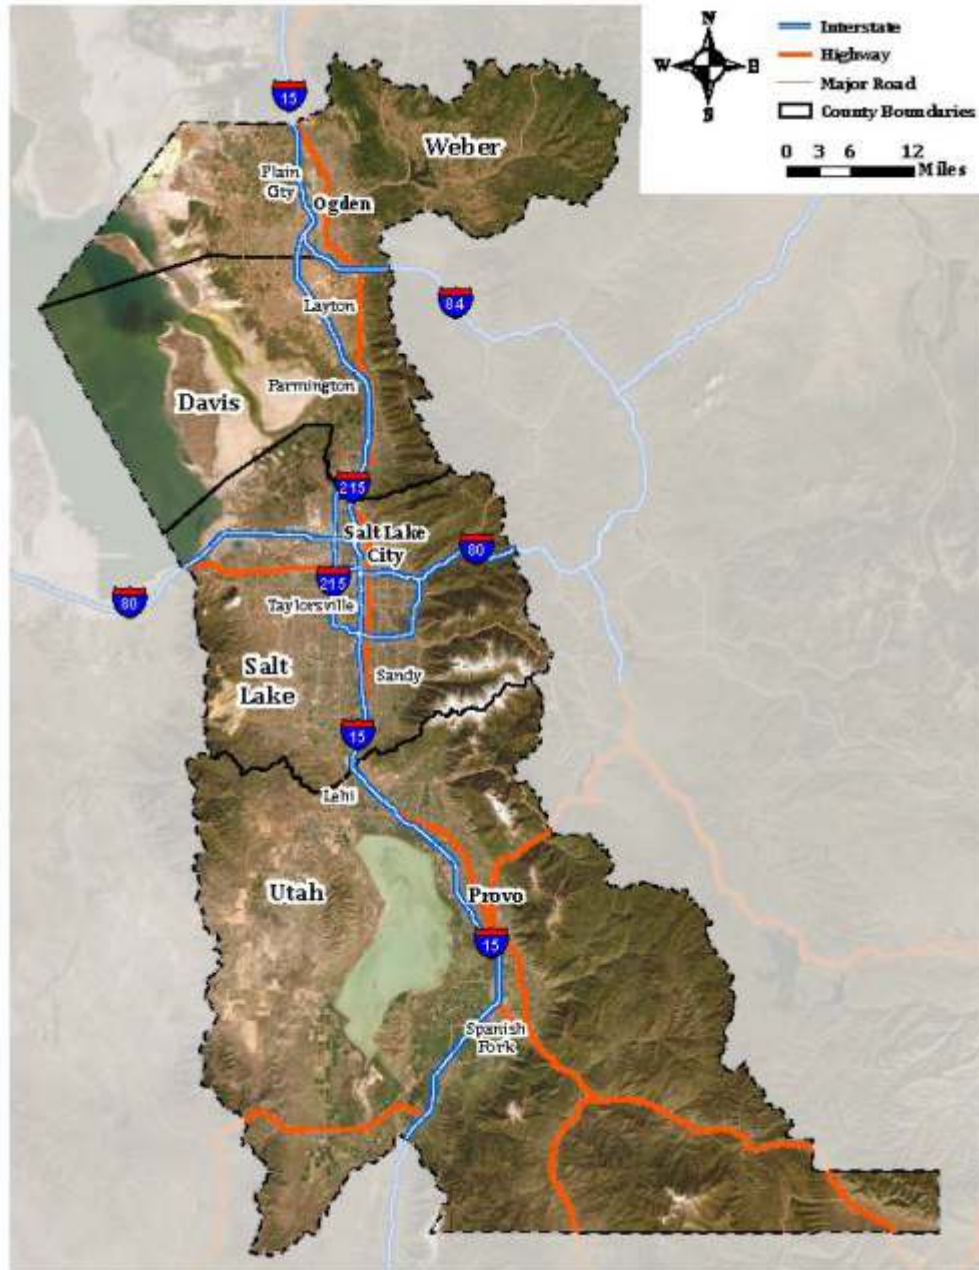 N
W E
S
Interstate
Highway
Major Road
County Boundaries
0 3 6 12
Miles
15
Weber
Plain
City
Ogden
84
Layton
Farmington
Davis
215
Salt Lake
City
80
215
80
Taylorsville
Salt
Lake
Sandy
15
Lehi
Utah
Provo
15
Spanish
Fork